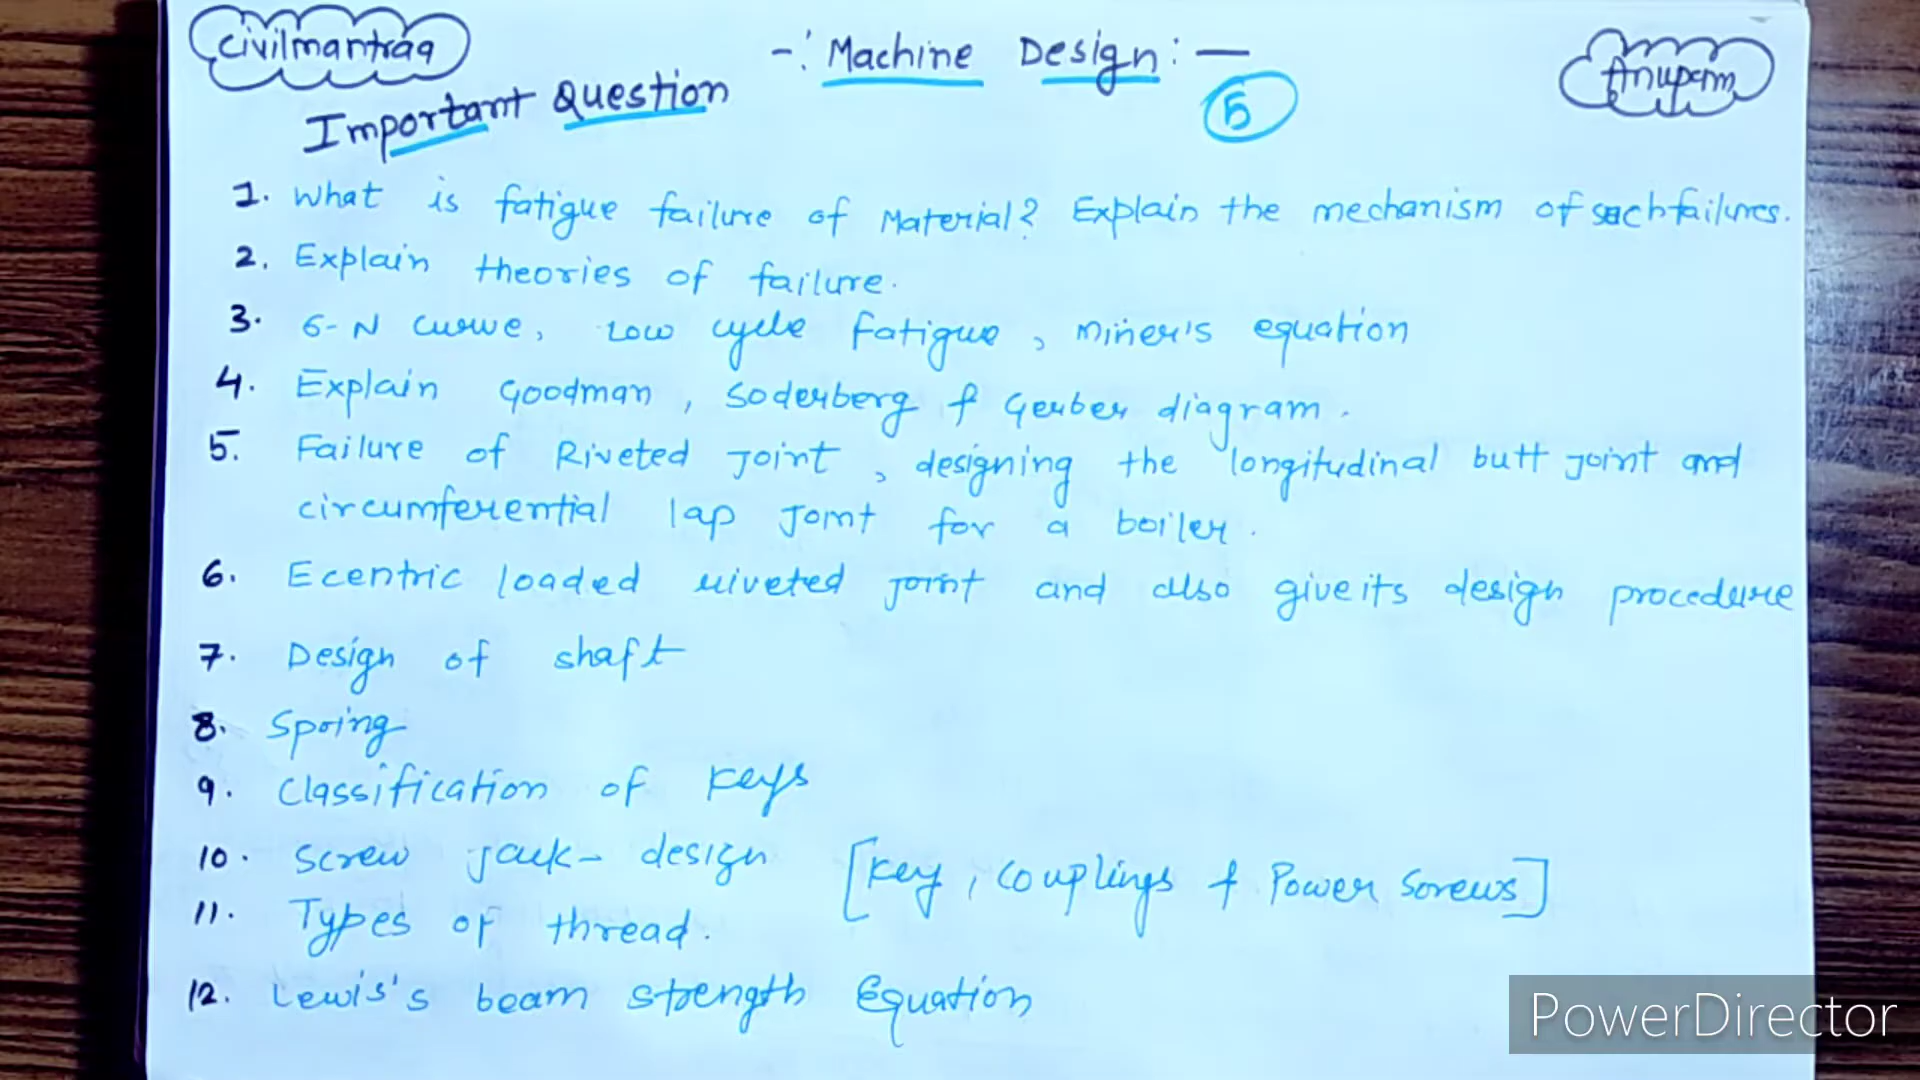 civilmantraa
-: Machine Design :—
Anupam
Important Question
5
1. What is fatigue failure of Material? Explain the mechanism of such failures.
2. Explain theories of failure.
3. 6-N curve, Low cycle fatigue, Miner's equation
4. Explain Goodman, Soderberg & Gerber diagram.
5. Failure of Riveted Joint, designing the longitudinal butt joint and
circumferential lap Joint for a boiler.
6. Ecentric loaded riveted joint and also give its design procedure
7. Design of shaft
8. Spring
9. Classification of keys
10. Screw jack- design [key, couplings & Power Screws]
11. Types of thread.
12. Lewis's beam strength Equation
PowerDirector